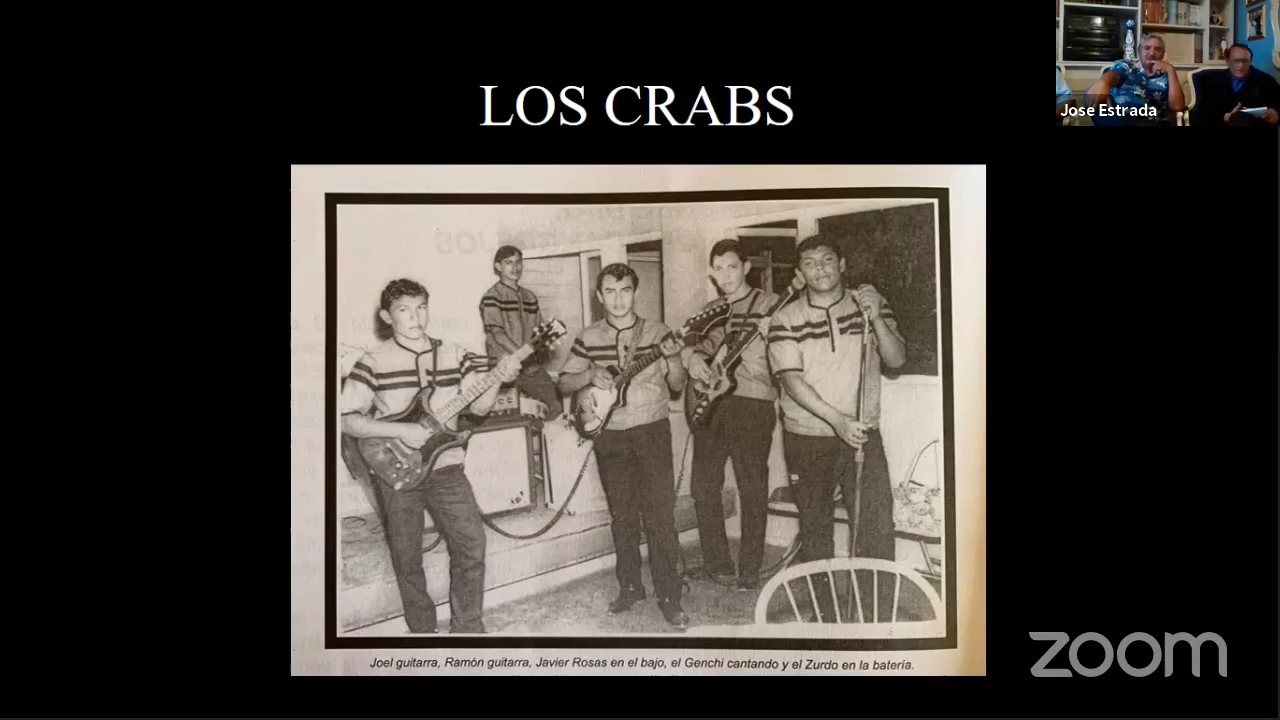 LOS CRABS
Jose Estrada
Joel guitarra, Ramón guitarra, Javier Rosas en el bajo, el Genchi cantando y el Zurdo en la batería.
zoom